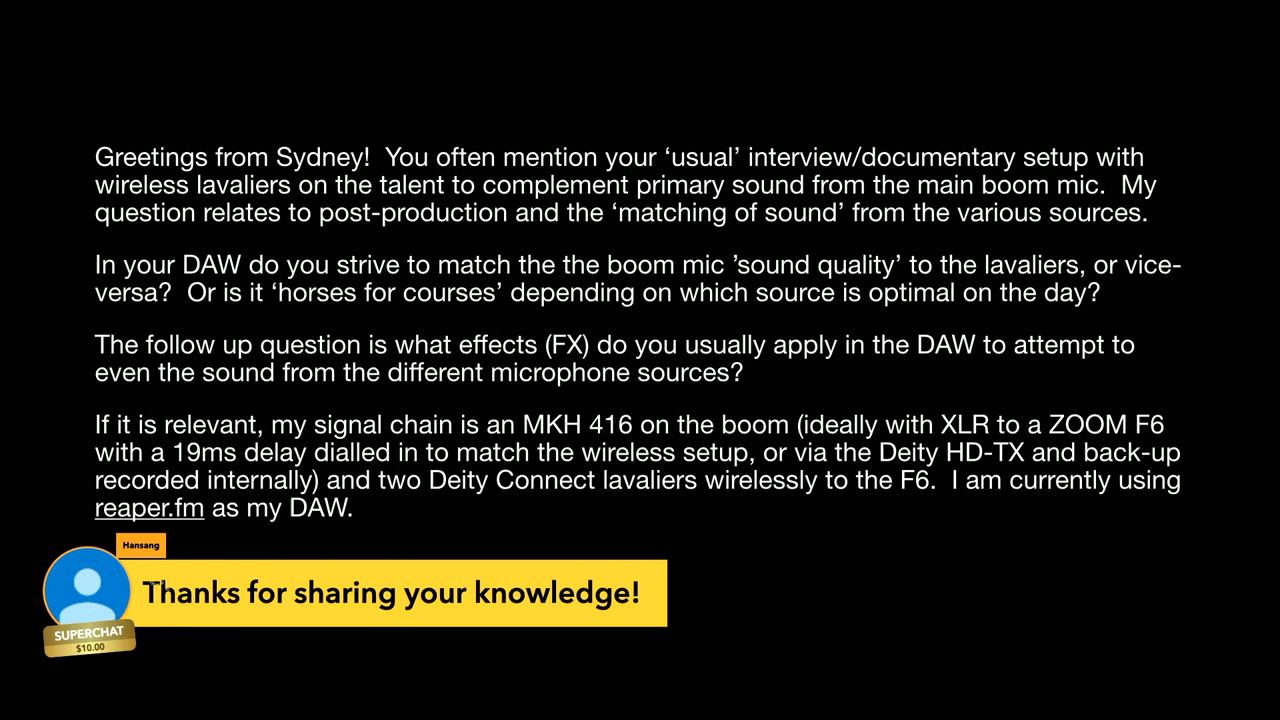 Greetings from Sydney!  You often mention your ‘usual’ interview/documentary setup with
wireless lavaliers on the talent to complement primary sound from the main boom mic.  My
question relates to post-production and the ‘matching of sound’ from the various sources.
In your DAW do you strive to match the the boom mic ’sound quality’ to the lavaliers, or vice-
versa?  Or is it ‘horses for courses’ depending on which source is optimal on the day?
The follow up question is what effects (FX) do you usually apply in the DAW to attempt to
even the sound from the different microphone sources?
If it is relevant, my signal chain is an MKH 416 on the boom (ideally with XLR to a ZOOM F6
with a 19ms delay dialled in to match the wireless setup, or via the Deity HD-TX and back-up
recorded internally) and two Deity Connect lavaliers wirelessly to the F6.  I am currently using
reaper.fm as my DAW.
Hansang
Thanks for sharing your knowledge!
SUPERCHAT
$10.00